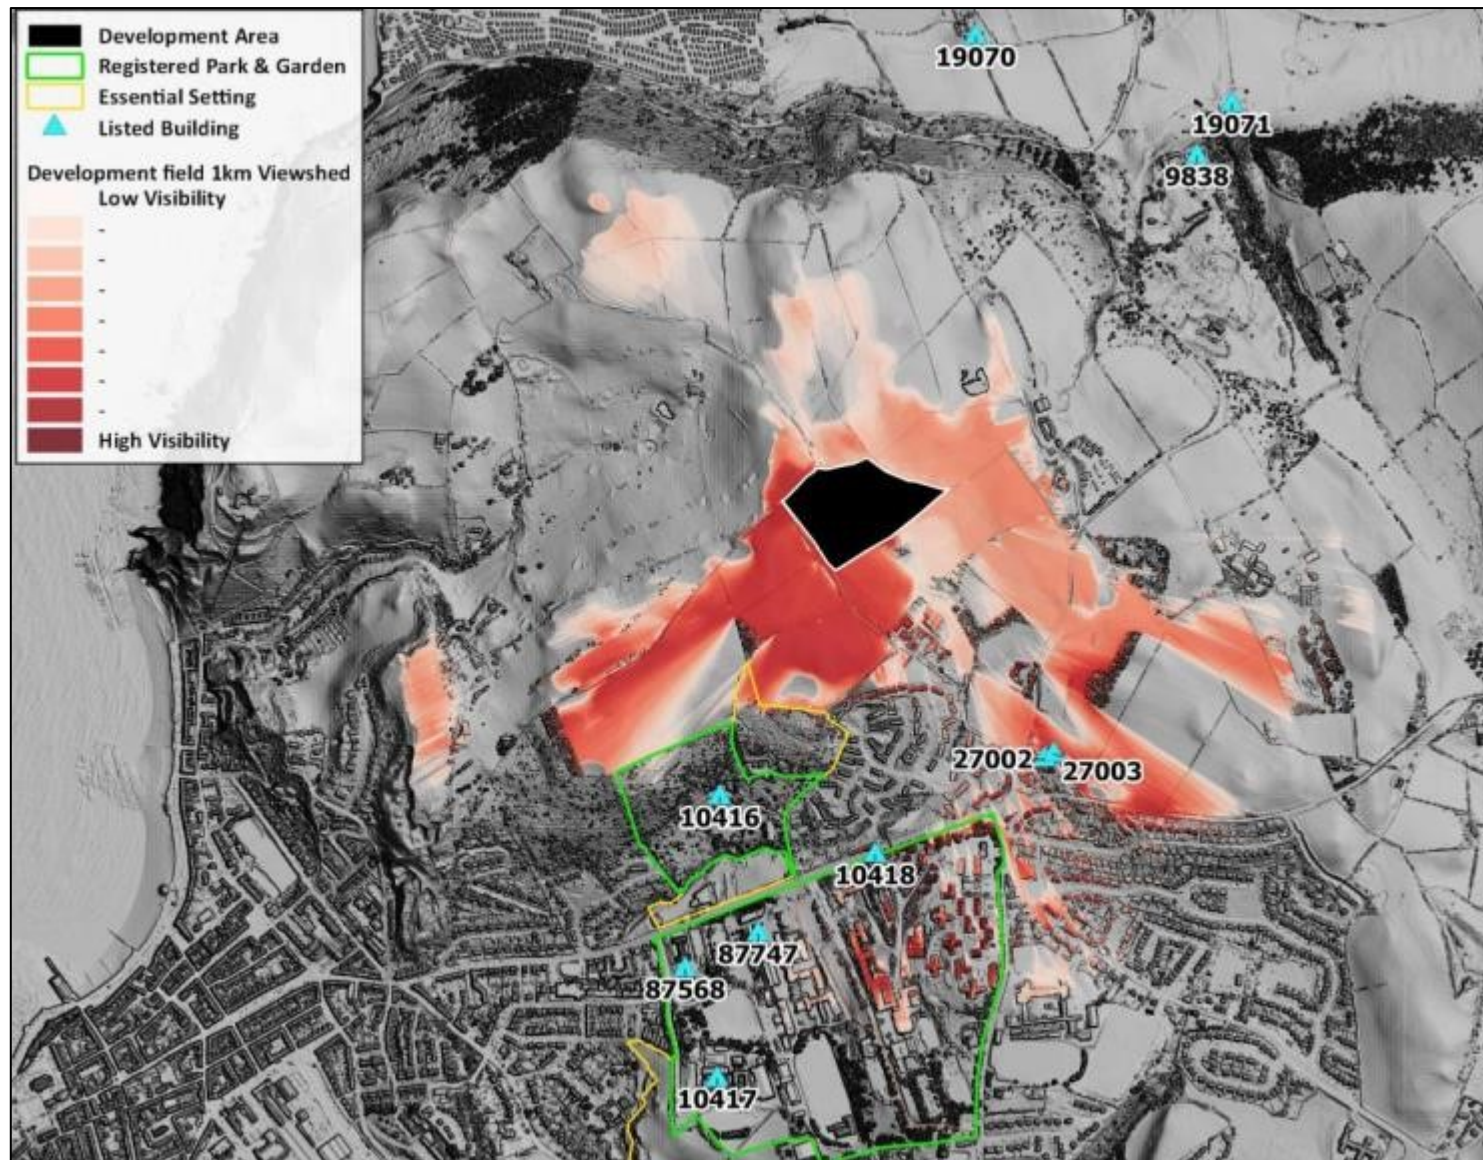 Development Area
Registered Park & Garden
Essential Setting
Listed Building
Development field 1km Viewshed
Low Visibility
-
-
-
-
-
-
-
High Visibility
19070
19071
9838
27002
27003
10416
10418
87747
87568
10417